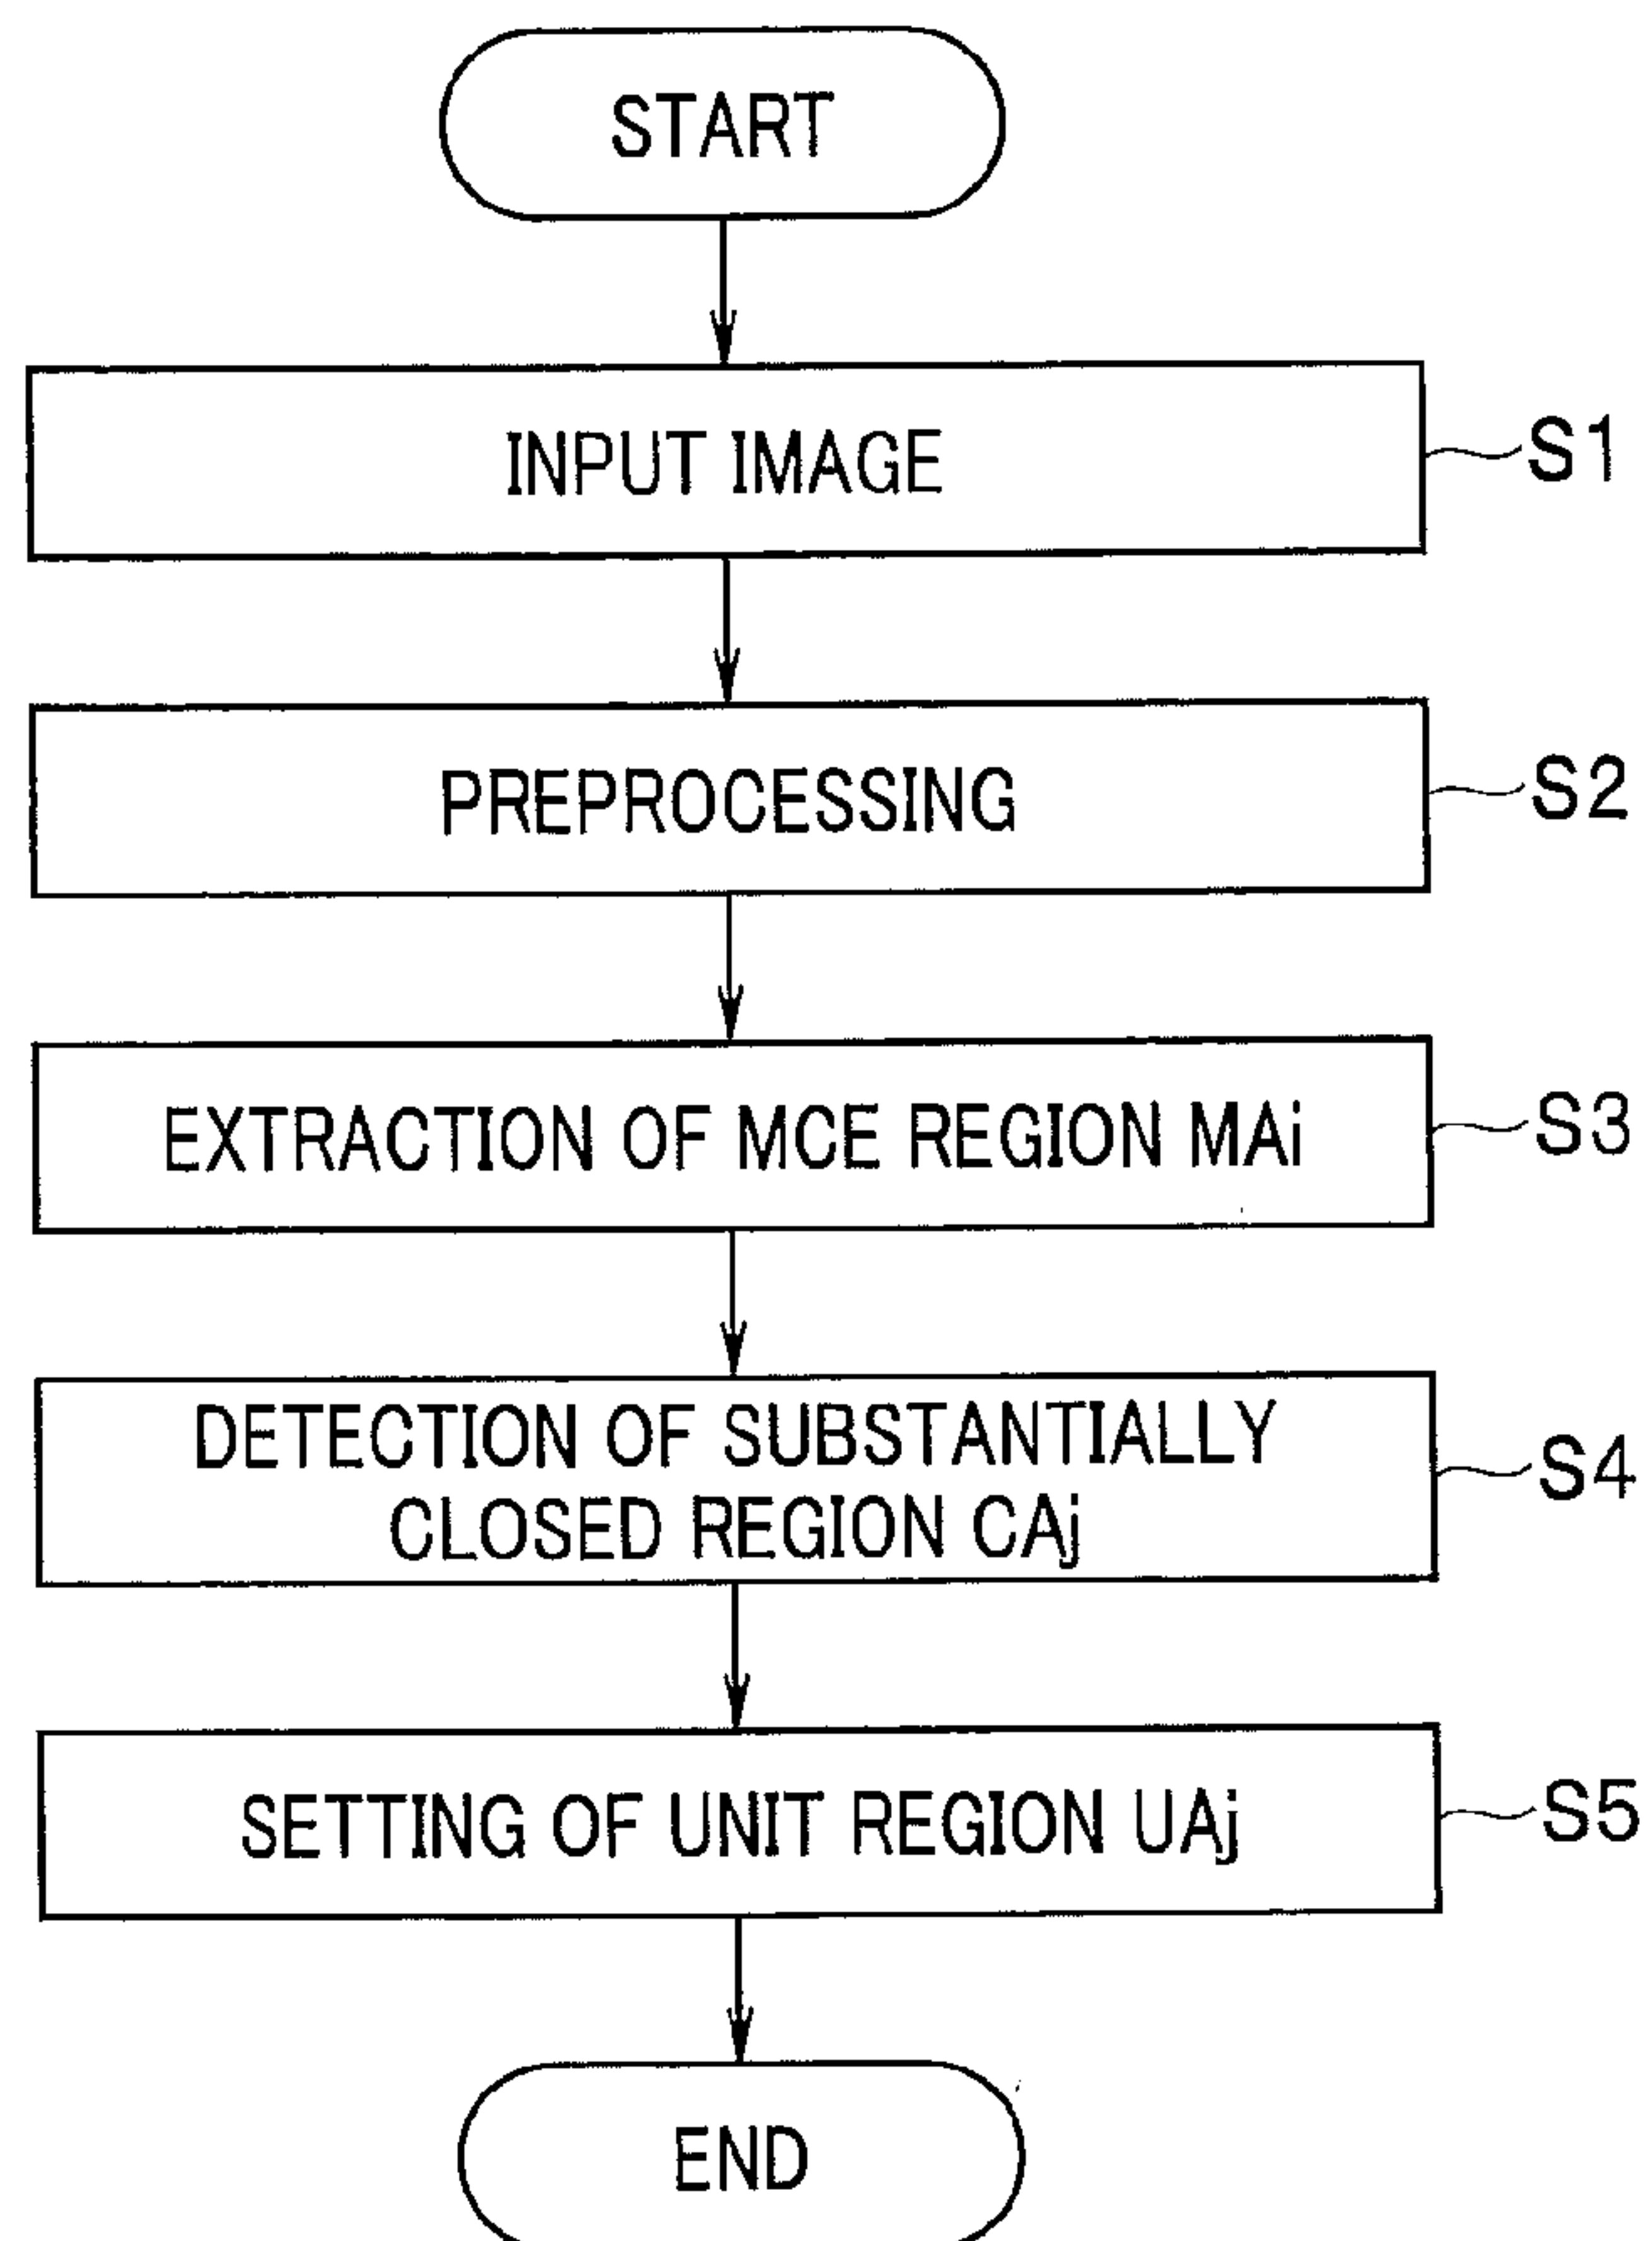 START
INPUT IMAGE
S1
PREPROCESSING
S2
EXTRACTION OF MCE REGION MAi
S3
DETECTION OF SUBSTANTIALLY
CLOSED REGION CAj
S4
SETTING OF UNIT REGION UAj
S5
END